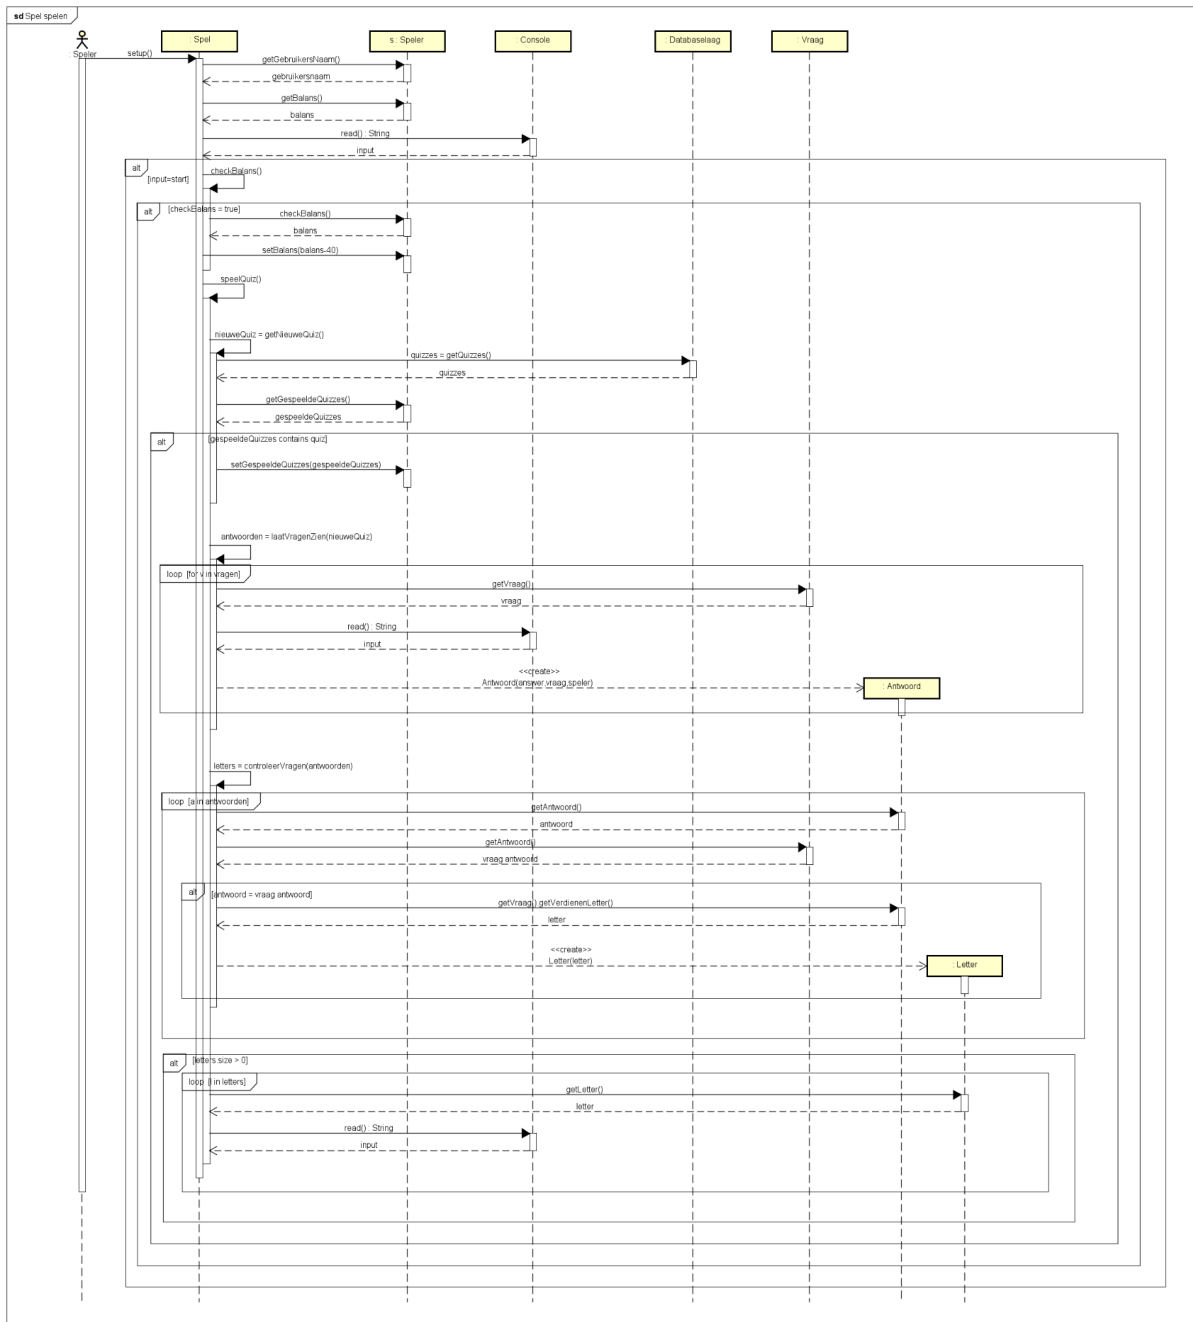 sd Spel spelen
: Speler
: Spel
s : Speler
: Console
: Databaselaag
: Vraag
setup()
getGebruikersNaam()
gebruikersnaam
getBalans()
balans
read() : String
input
alt
[input=start]
checkBalans()
alt
[checkBalans = true]
checkBalans()
balans
setBalans(balans-40)
speelQuiz()
nieuweQuiz = getNieuweQuiz()
quizzes = getQuizzes()
quizzes
getGespeeldeQuizzes()
gespeeldeQuizzes
alt
[gespeeldeQuizzes contains quiz]
setGespeeldeQuizzes(gespeeldeQuizzes)
antwoorden = laatVragenZien(nieuweQuiz)
loop [for v in vragen]
getVraag()
vraag
read() : String
input
<<create>>
Antwoord(answer,vraag,speler)
: Antwoord
letters = controleerVragen(antwoorden)
loop [a in antwoorden]
getAntwoord()
antwoord
getAntwoord()
vraag antwoord
alt
[antwoord = vraag antwoord]
getVraag().getVerdienenLetter()
letter
<<create>>
Letter(letter)
: Letter
alt
[letters.size > 0]
loop [l in letters]
getLetter()
letter
read() : String
input